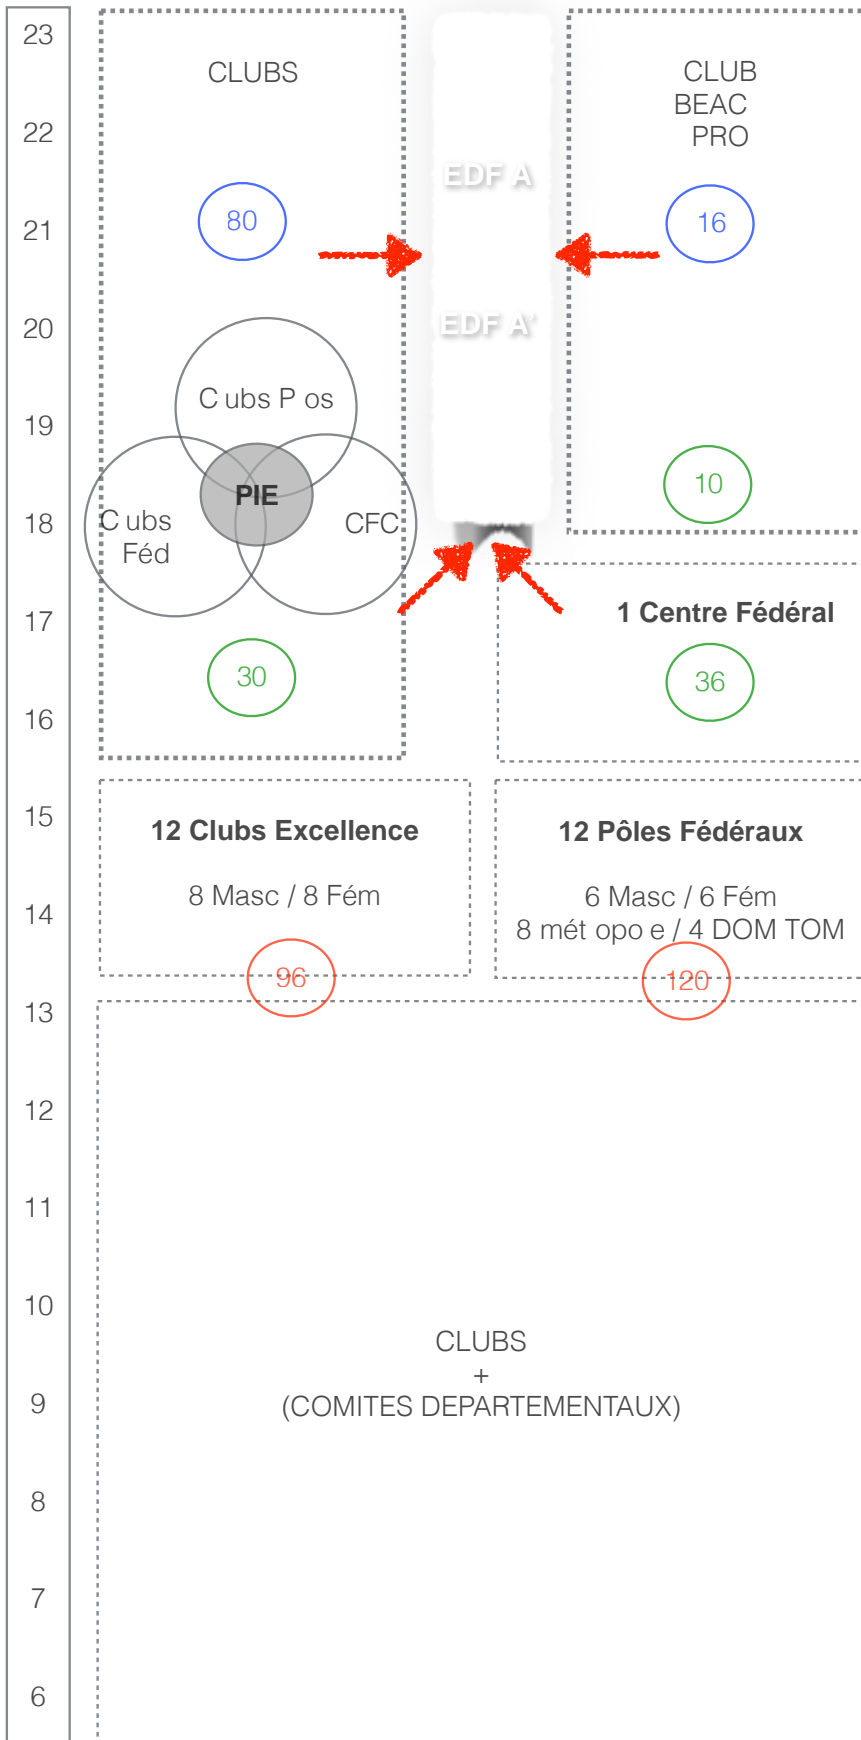 23
22
21
20
19
18
17
16
15
14
13
12
11
10
9
8
7
6
CLUBS
80
C ubs P os
PIE
C ubs
Féd
CFC
30
EDF A
EDF A'
CLUB
BEAC
PRO
16
10
1 Centre Fédéral
36
12 Clubs Excellence
8 Masc / 8 Fém
96
12 Pôles Fédéraux
6 Masc / 6 Fém
8 mét opo e / 4 DOM TOM
120
CLUBS
+
(COMITES DEPARTEMENTAUX)